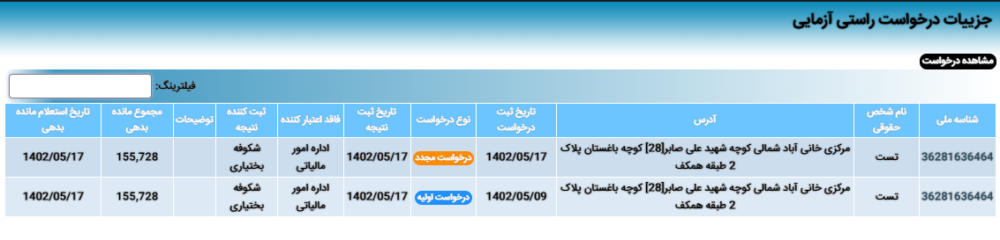 جزییات درخواست راستی آزمایی
مشاهده درخواست
فیلترینگ:
شناسه ملی نام شخص حقوقی آدرس تاریخ ثبت درخواست نوع درخواست تاریخ ثبت نتیجه فاقد اعتبار کننده ثبت کننده نتیجه توضیحات مجموع مانده بدهی تاریخ استعلام مانده بدهی
36281636464 تست مرکزی خانی آباد شمالی کوچه شهید علی صابر[28] کوچه باغستان پلاک 2 طبقه همکف 1402/05/17 درخواست مجدد 1402/05/17 اداره امور مالیاتی شکوفه بختیاری 155,728 1402/05/17
36281636464 تست مرکزی خانی آباد شمالی کوچه شهید علی صابر[28] کوچه باغستان پلاک 2 طبقه همکف 1402/05/09 درخواست اولیه 1402/05/17 اداره امور مالیاتی شکوفه بختیاری 155,728 1402/05/17